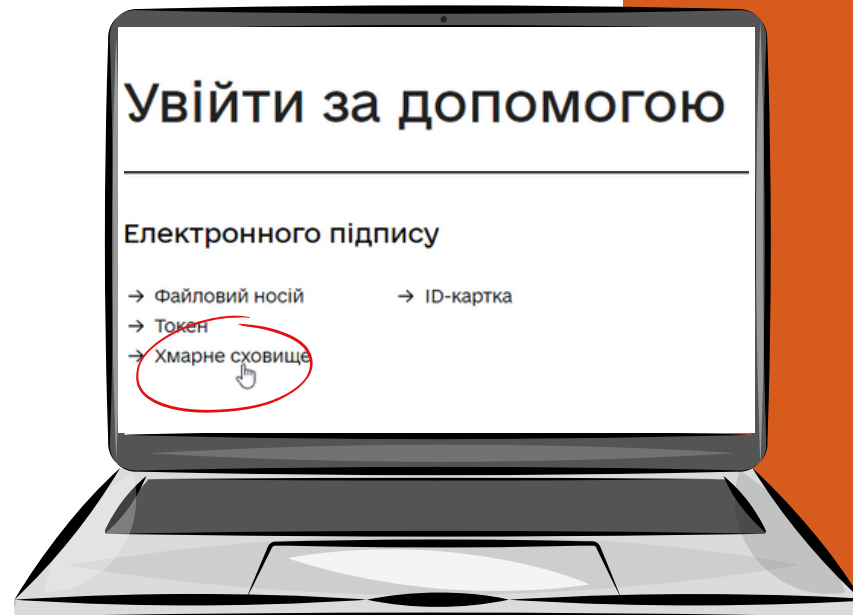 Увійти за допомогою
Електронного підпису
→ Файловий носій
→ ID-картка
→ Токен
→ Хмарне сховище